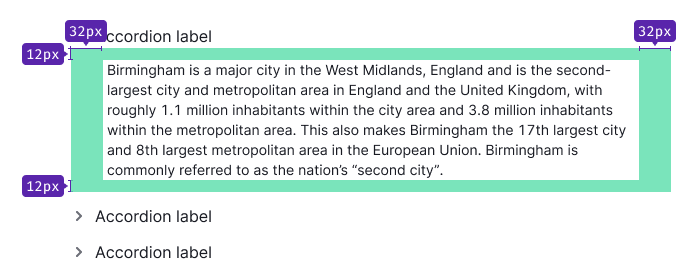 32px
ccordion label
32px
12px
Birmingham is a major city in the West Midlands, England and is the second-
largest city and metropolitan area in England and the United Kingdom, with
roughly 1.1 million inhabitants within the city area and 3.8 million inhabitants
within the metropolitan area. This also makes Birmingham the 17th largest city
and 8th largest metropolitan area in the European Union. Birmingham is
commonly referred to as the nation’s “second city”.
12px
Accordion label
Accordion label